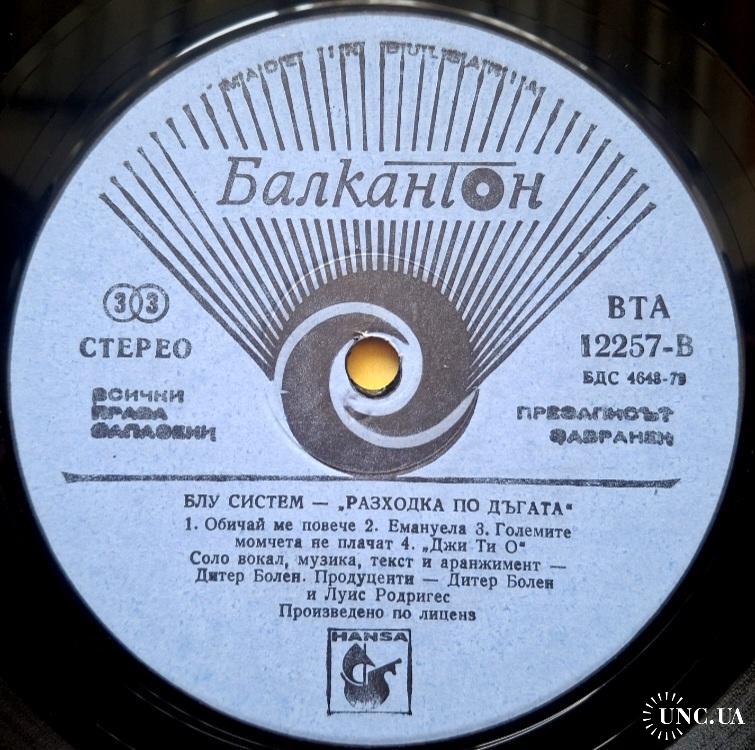 MADE IN BULGARIA
Балкантон
33
СТЕРЕО
ВСИЧКИ
ПРАВА
ЗАПАЗЕНИ
ВТА
12257-В
БДС 4648-79
ПРЕЗАПИСЪТ
ЗАБРАНЕН
БЛУ СИСТЕМ — „РАЗХОДКА ПО ДЪГАТА“
1. Обичай ме повече 2. Емануела 3. Големите
момчета не плачат 4. „Джи Ти О“
Соло вокал, музика, текст и аранжимент —
Дитер Болен. Продуценти — Дитер Болен
и Луис Родригес
Произведено по лиценз
HANSA
UNC.UA